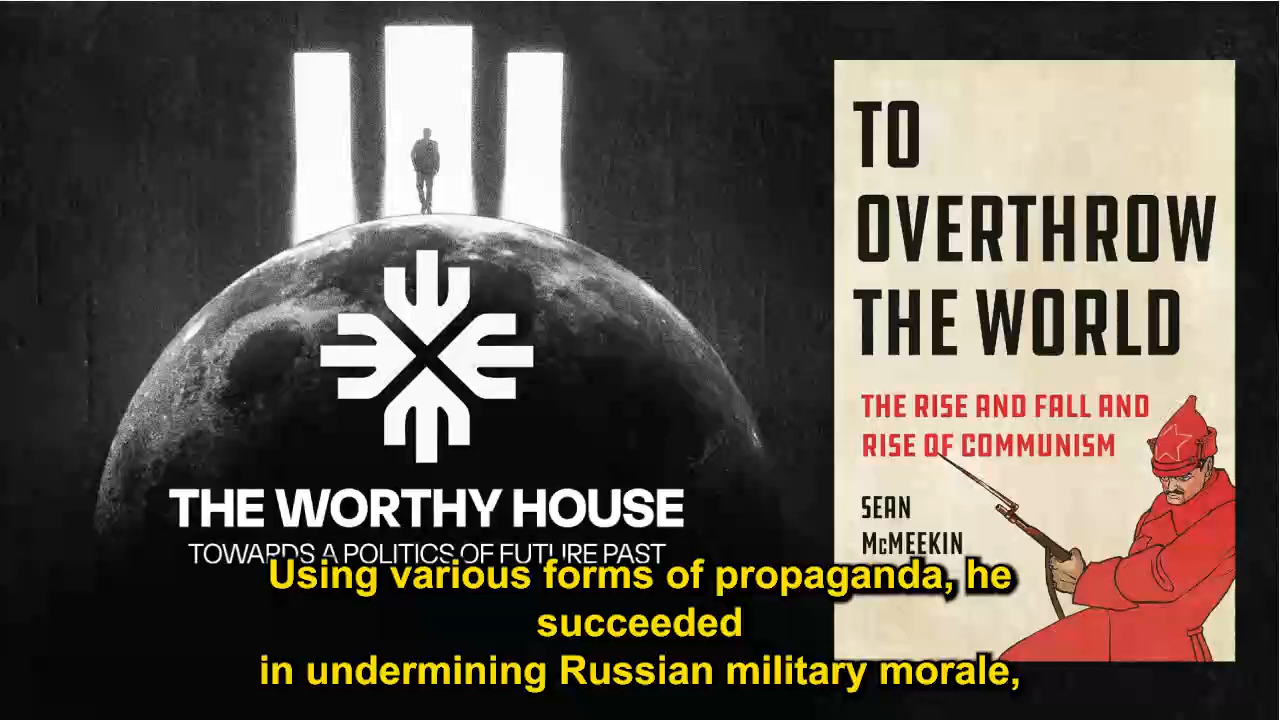 THE WORTHY HOUSE
TOWARDS A POLITICS OF FUTURE PAST
TO
OVERTHROW
THE WORLD
THE RISE AND FALL AND
RISE OF COMMUNISM
SEAN
McMEEKIN
Using various forms of propaganda, he
succeeded
in undermining Russian military morale,